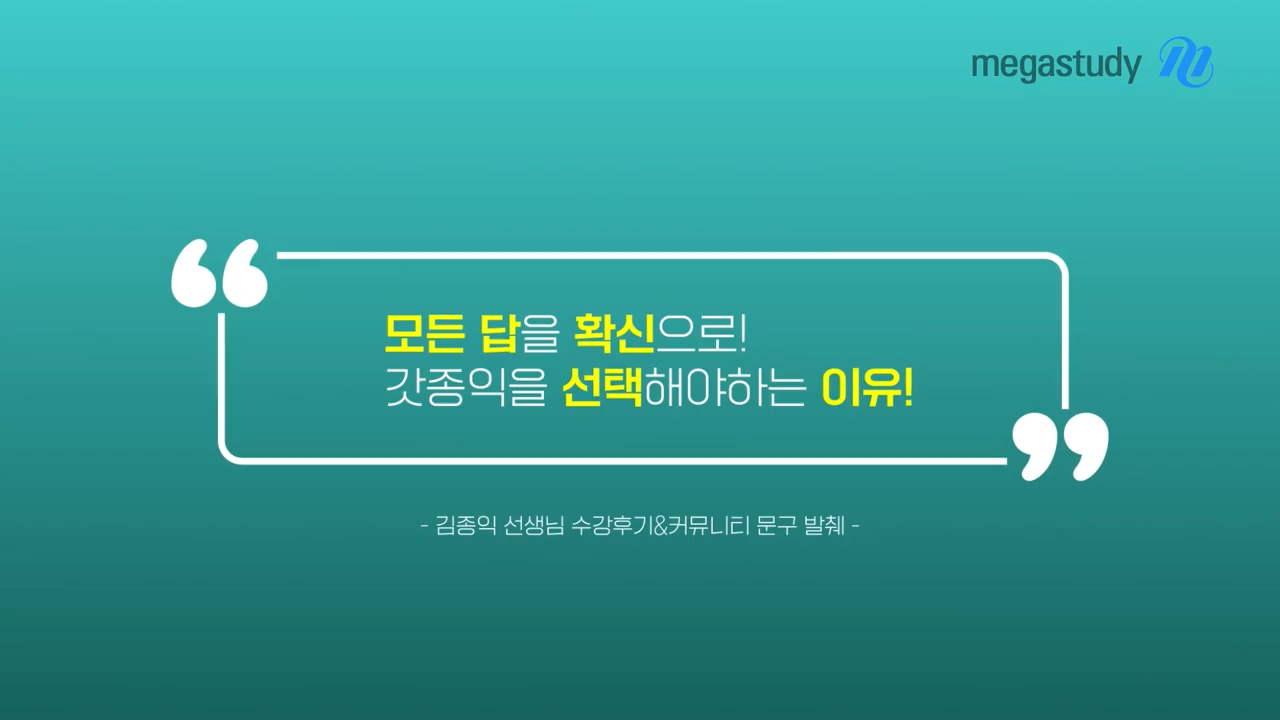 megastudy
모든 답을 확신으로!
갓종익을 선택해야하는 이유!
- 김종익 선생님 수강후기&커뮤니티 문구 발췌 -